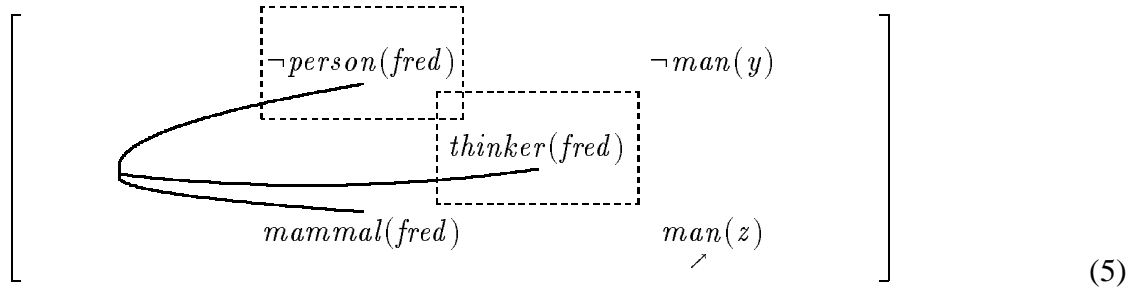 ¬person(fred) ¬man(y)
thinker(fred)
mammal(fred) man(z)
↗
(5)